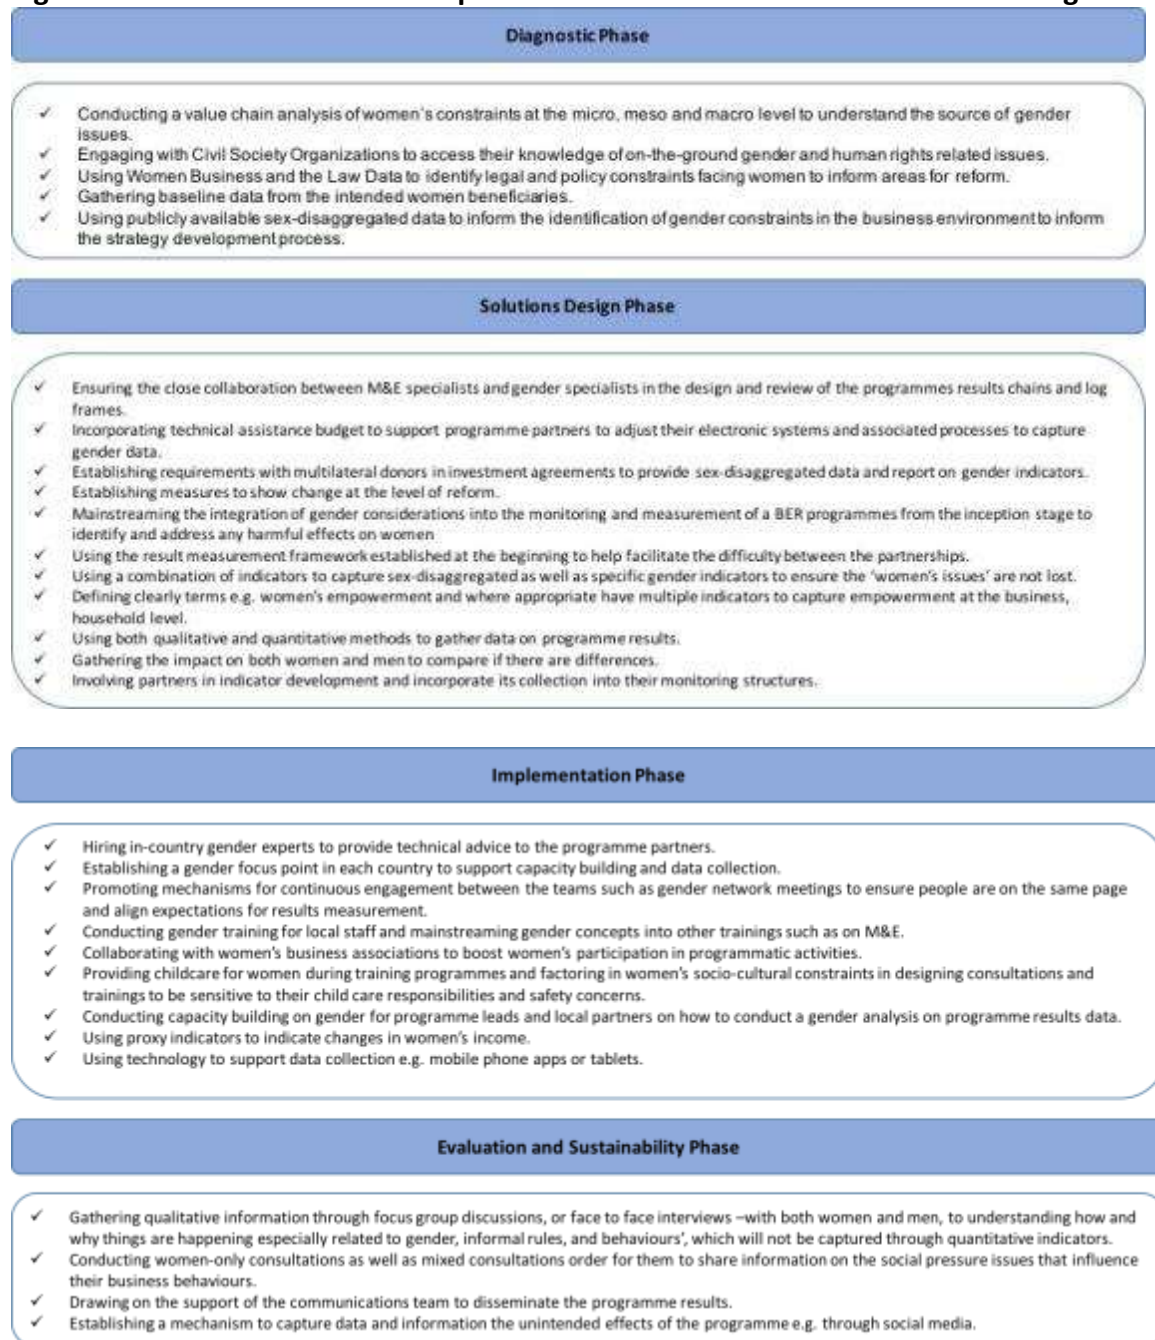 Diagnostic Phase
✓ Conducting a value chain analysis of women's constraints at the micro, meso and macro level to understand the source of gender
issues.
✓ Engaging with Civil Society Organizations to access their knowledge of on-the-ground gender and human rights related issues.
✓ Using Women Business and the Law Data to identify legal and policy constraints facing women to inform areas for reform.
✓ Gathering baseline data from the intended women beneficiaries.
✓ Using publicly available sex-disaggregated data to inform the identification of gender constraints in the business environment to inform
the strategy development process.
Solutions Design Phase
✓ Ensuring the close collaboration between M&E specialists and gender specialists in the design and review of the programmes results chains and log
frames.
✓ Incorporating technical assistance budget to support programme partners to adjust their electronic systems and associated processes to capture
gender data.
✓ Establishing requirements with multilateral donors in investment agreements to provide sex-disaggregated data and report on gender indicators.
✓ Establishing measures to show change at the level of reform.
✓ Mainstreaming the integration of gender considerations into the monitoring and measurement of a BER programmes from the inception stage to
identify and address any harmful effects on women
✓ Using the result measurement framework established at the beginning to help facilitate the difficulty between the partnerships.
✓ Using a combination of indicators to capture sex-disaggregated as well as specific gender indicators to ensure the 'women's issues' are not lost.
✓ Defining clearly terms e.g. women's empowerment and where appropriate have multiple indicators to capture empowerment at the business,
household level.
✓ Using both qualitative and quantitative methods to gather data on programme results.
✓ Gathering the impact on both women and men to compare if there are differences.
✓ Involving partners in indicator development and incorporate its collection into their monitoring structures.
Implementation Phase
✓ Hiring in-country gender experts to provide technical advice to the programme partners.
✓ Establishing a gender focus point in each country to support capacity building and data collection.
✓ Promoting mechanisms for continuous engagement between the teams such as gender network meetings to ensure people are on the same page
and align expectations for results measurement.
✓ Conducting gender training for local staff and mainstreaming gender concepts into other trainings such as on M&E.
✓ Collaborating with women's business associations to boost women's participation in programmatic activities.
✓ Providing childcare for women during training programmes and factoring in women's socio-cultural constraints in designing consultations and
trainings to be sensitive to their child care responsibilities and safety concerns.
✓ Conducting capacity building on gender for programme leads and local partners on how to conduct a gender analysis on programme results data.
✓ Using proxy indicators to indicate changes in women's income.
✓ Using technology to support data collection e.g. mobile phone apps or tablets.
Evaluation and Sustainability Phase
✓ Gathering qualitative information through focus group discussions, or face to face interviews –with both women and men, to understanding how and
why things are happening especially related to gender, informal rules, and behaviours', which will not be captured through quantitative indicators.
✓ Conducting women-only consultations as well as mixed consultations order for them to share information on the social pressure issues that influence
their business behaviours.
✓ Drawing on the support of the communications team to disseminate the programme results.
✓ Establishing a mechanism to capture data and information the unintended effects of the programme e.g. through social media.